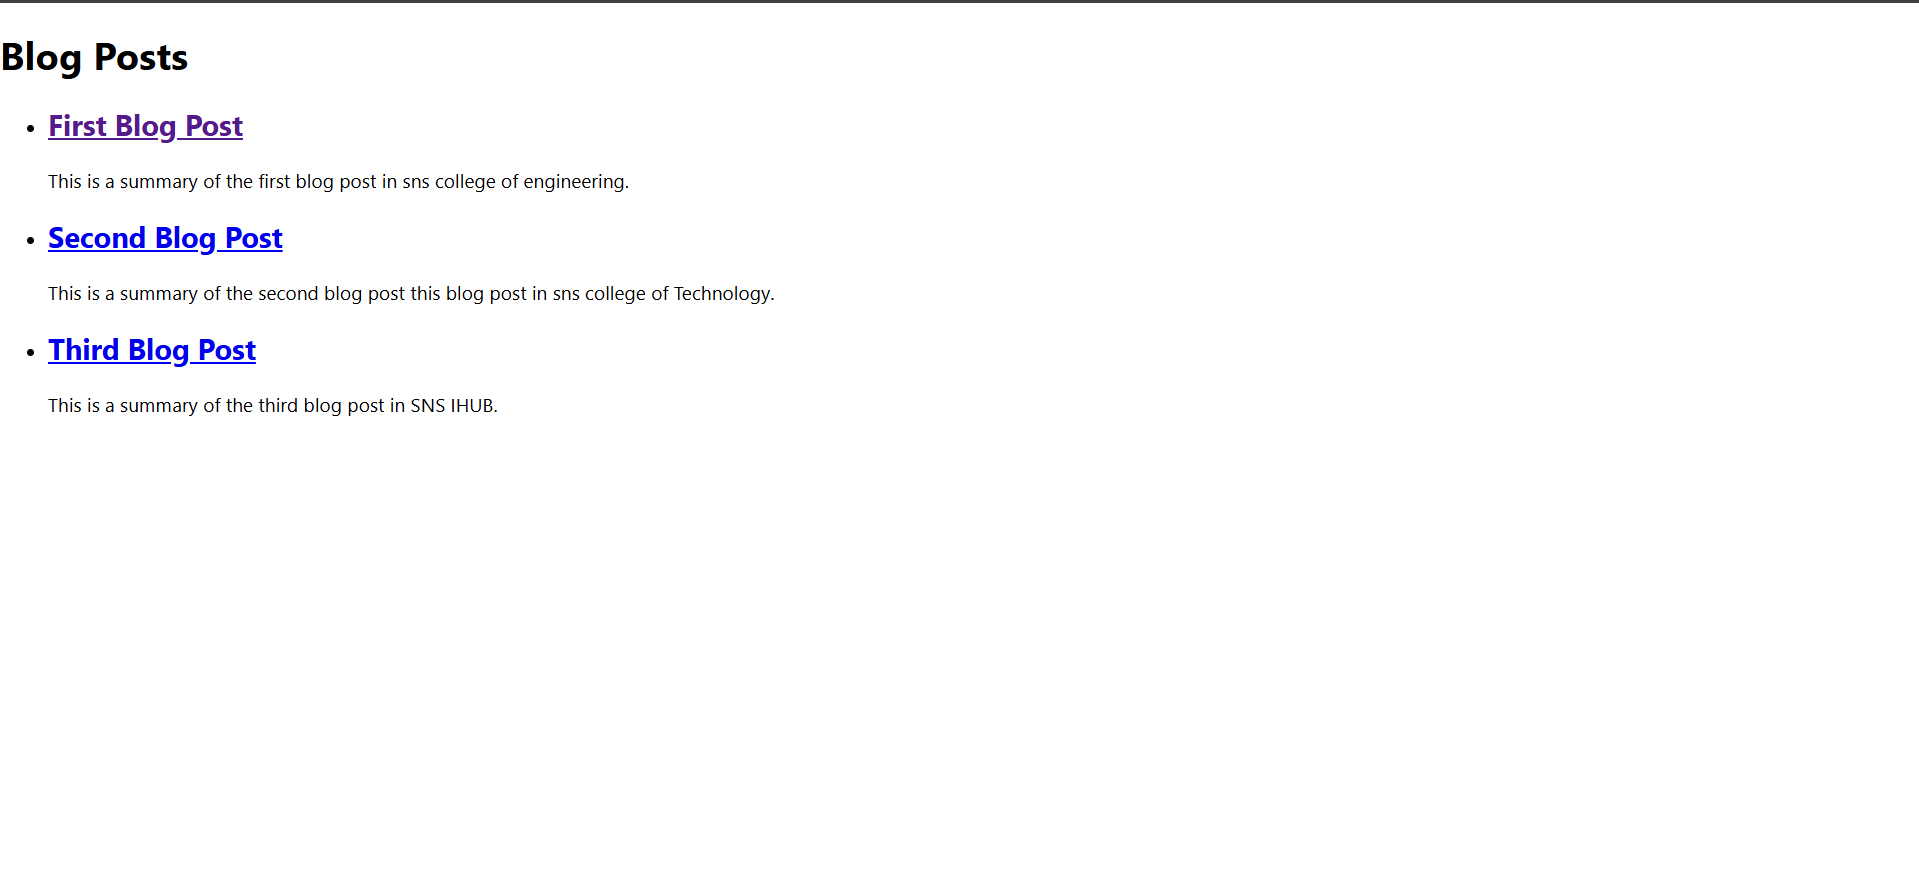 Blog Posts
First Blog Post
This is a summary of the first blog post in sns college of engineering.
Second Blog Post
This is a summary of the second blog post this blog post in sns college of Technology.
Third Blog Post
This is a summary of the third blog post in SNS IHUB.